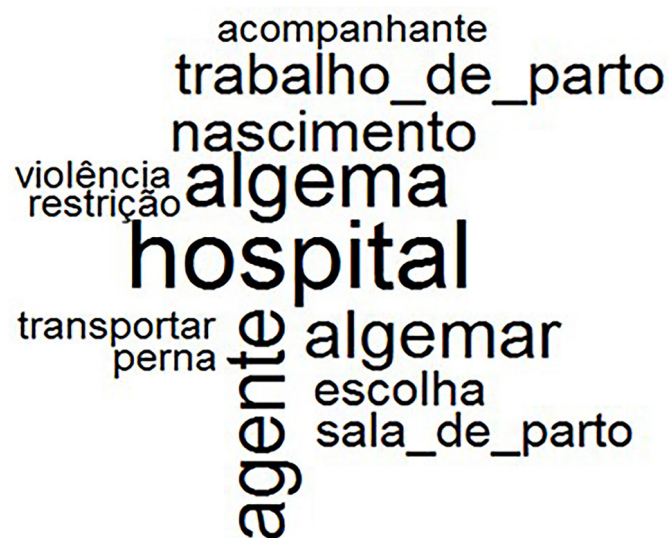 acompanhante
trabalho_de_parto
nascimento
violência
algema
restrição
hospital
transportar
algemar
perna
agente
escolha
sala_de_parto